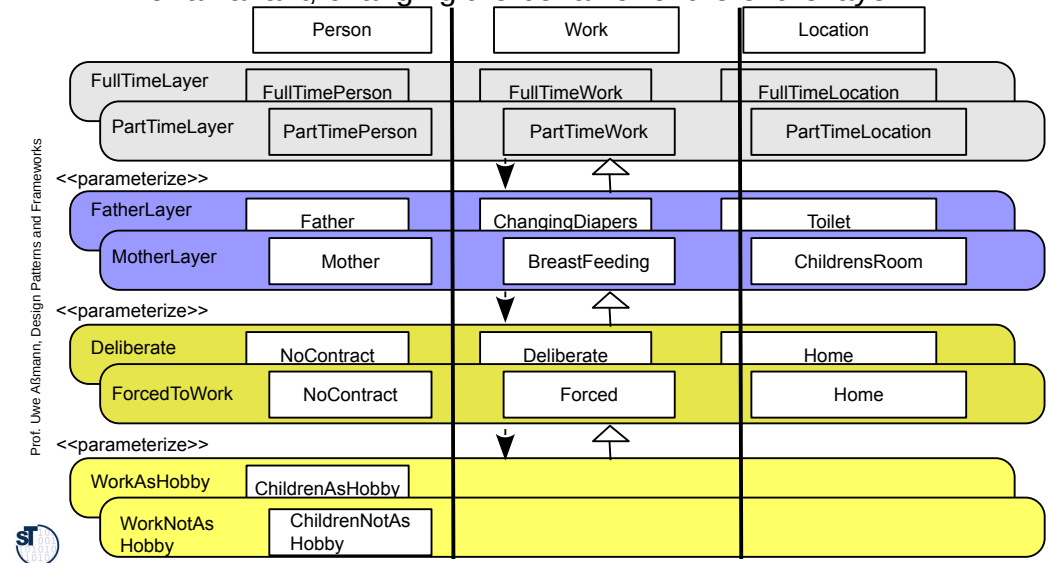 Person
Work
Location
FullTimeLayer
FullTimePerson
FullTimeWork
FullTimeLocation
PartTimeLayer
PartTimePerson
PartTimeWork
PartTimeLocation
<<parameterize>>
FatherLayer
Father
ChangingDiapers
Toilet
MotherLayer
Mother
BreastFeeding
ChildrensRoom
<<parameterize>>
Deliberate
NoContract
Deliberate
Home
ForcedToWork
NoContract
Forced
Home
<<parameterize>>
WorkAsHobby
ChildrenAsHobby
WorkNotAs
Hobby
ChildrenNotAs
Hobby
Prof. Uwe Aßmann, Design Patterns and Frameworks
ST